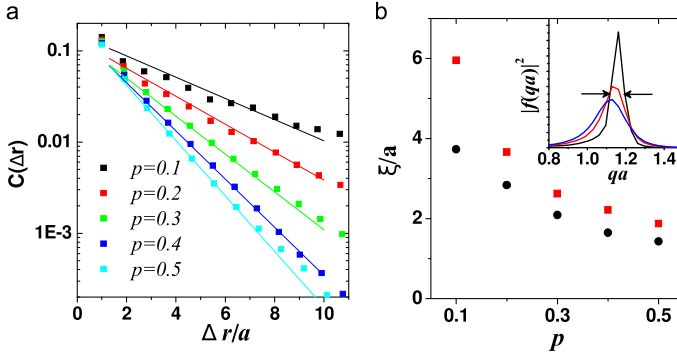 a
C(Δr)
0.1
0.01
1E-3
p=0.1
p=0.2
p=0.3
p=0.4
p=0.5
0 2 4 6 8 10
Δ r/a
b
ξ/a
6
4
2
0
0.1 0.3 0.5
p
|f(qa)|²
0.8 1.0 1.2 1.4
qa